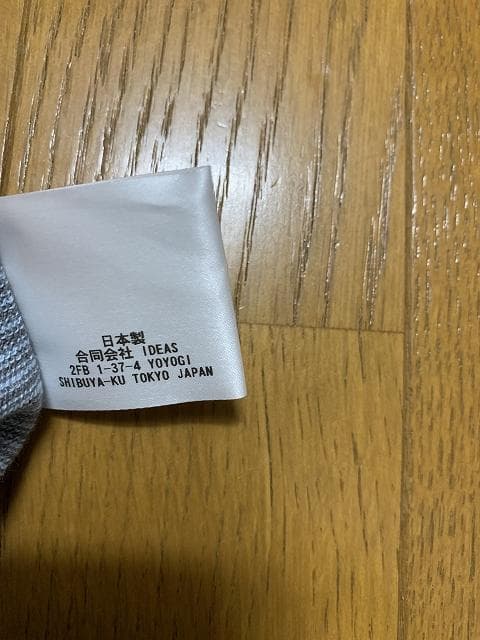 日本製
合同会社 IDEAS
2FB 1-37-4 YOYOGI
SHIBUYA-KU TOKYO JAPAN